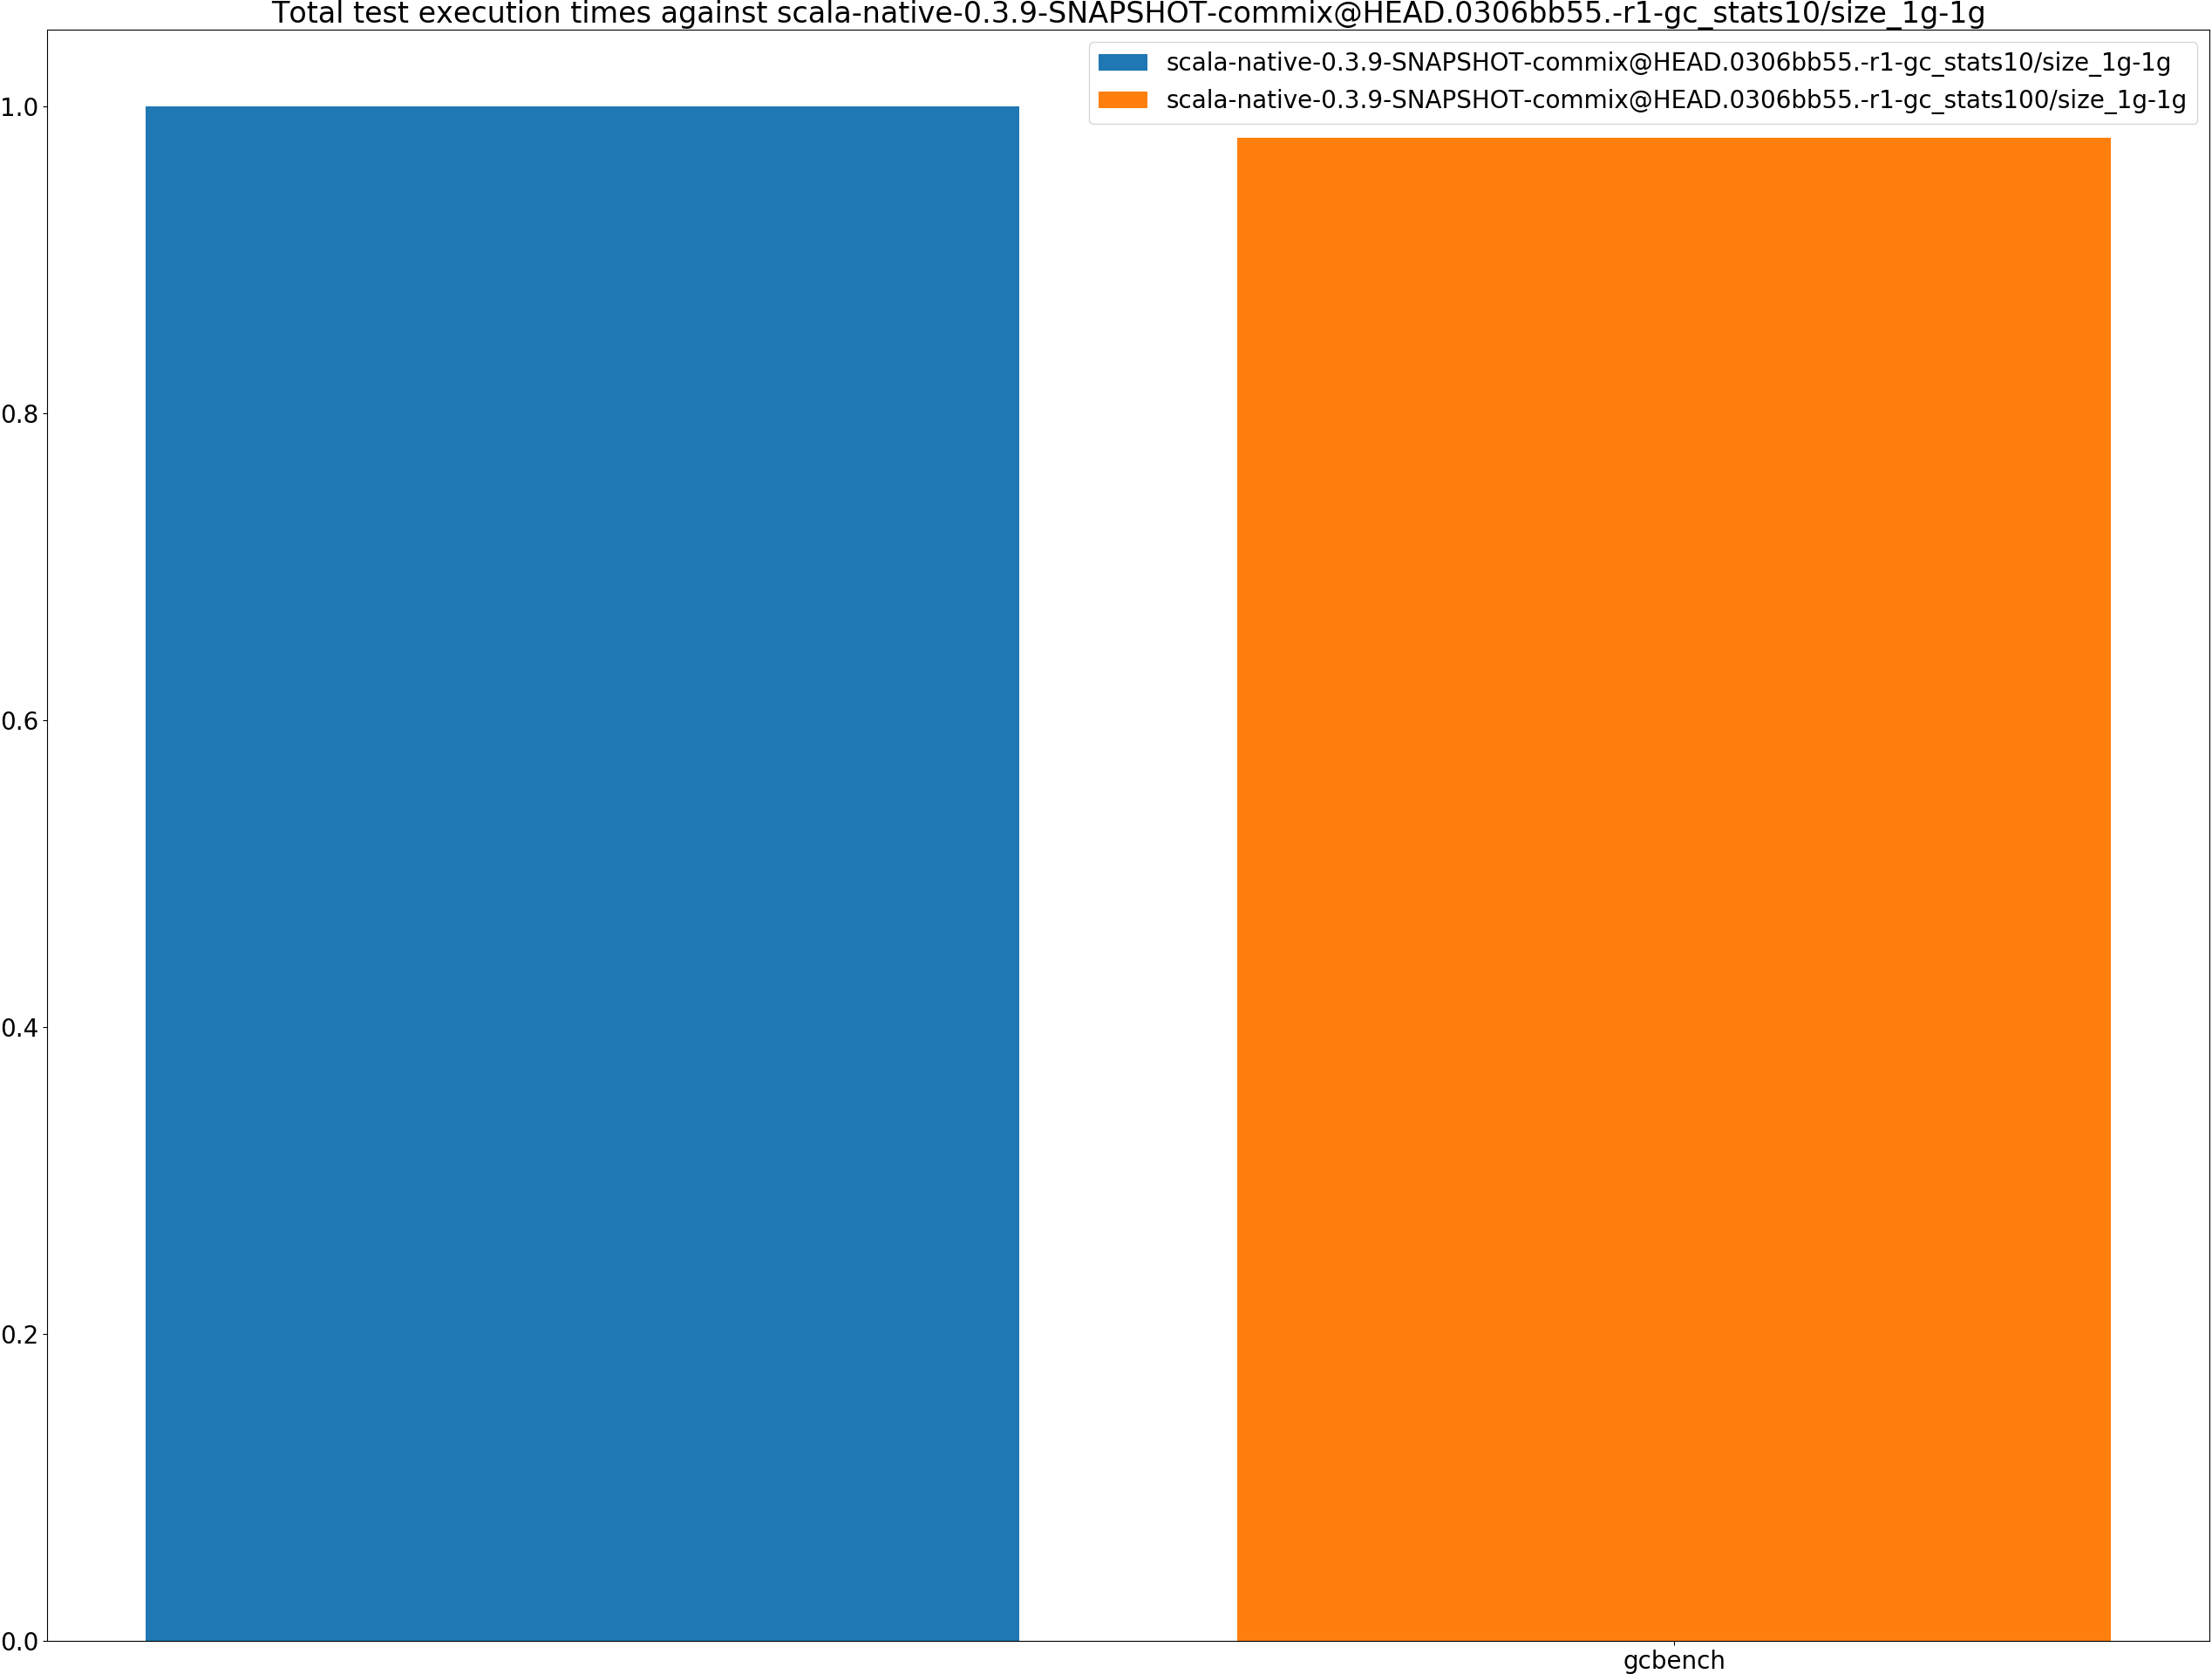 Total test execution times against scala-native-0.3.9-SNAPSHOT-commix@HEAD.0306bb55.-r1-gc_stats10/size_1g-1g
scala-native-0.3.9-SNAPSHOT-commix@HEAD.0306bb55.-r1-gc_stats10/size_1g-1g
scala-native-0.3.9-SNAPSHOT-commix@HEAD.0306bb55.-r1-gc_stats100/size_1g-1g
1.0
0.8
0.6
0.4
0.2
0.0
gcbench